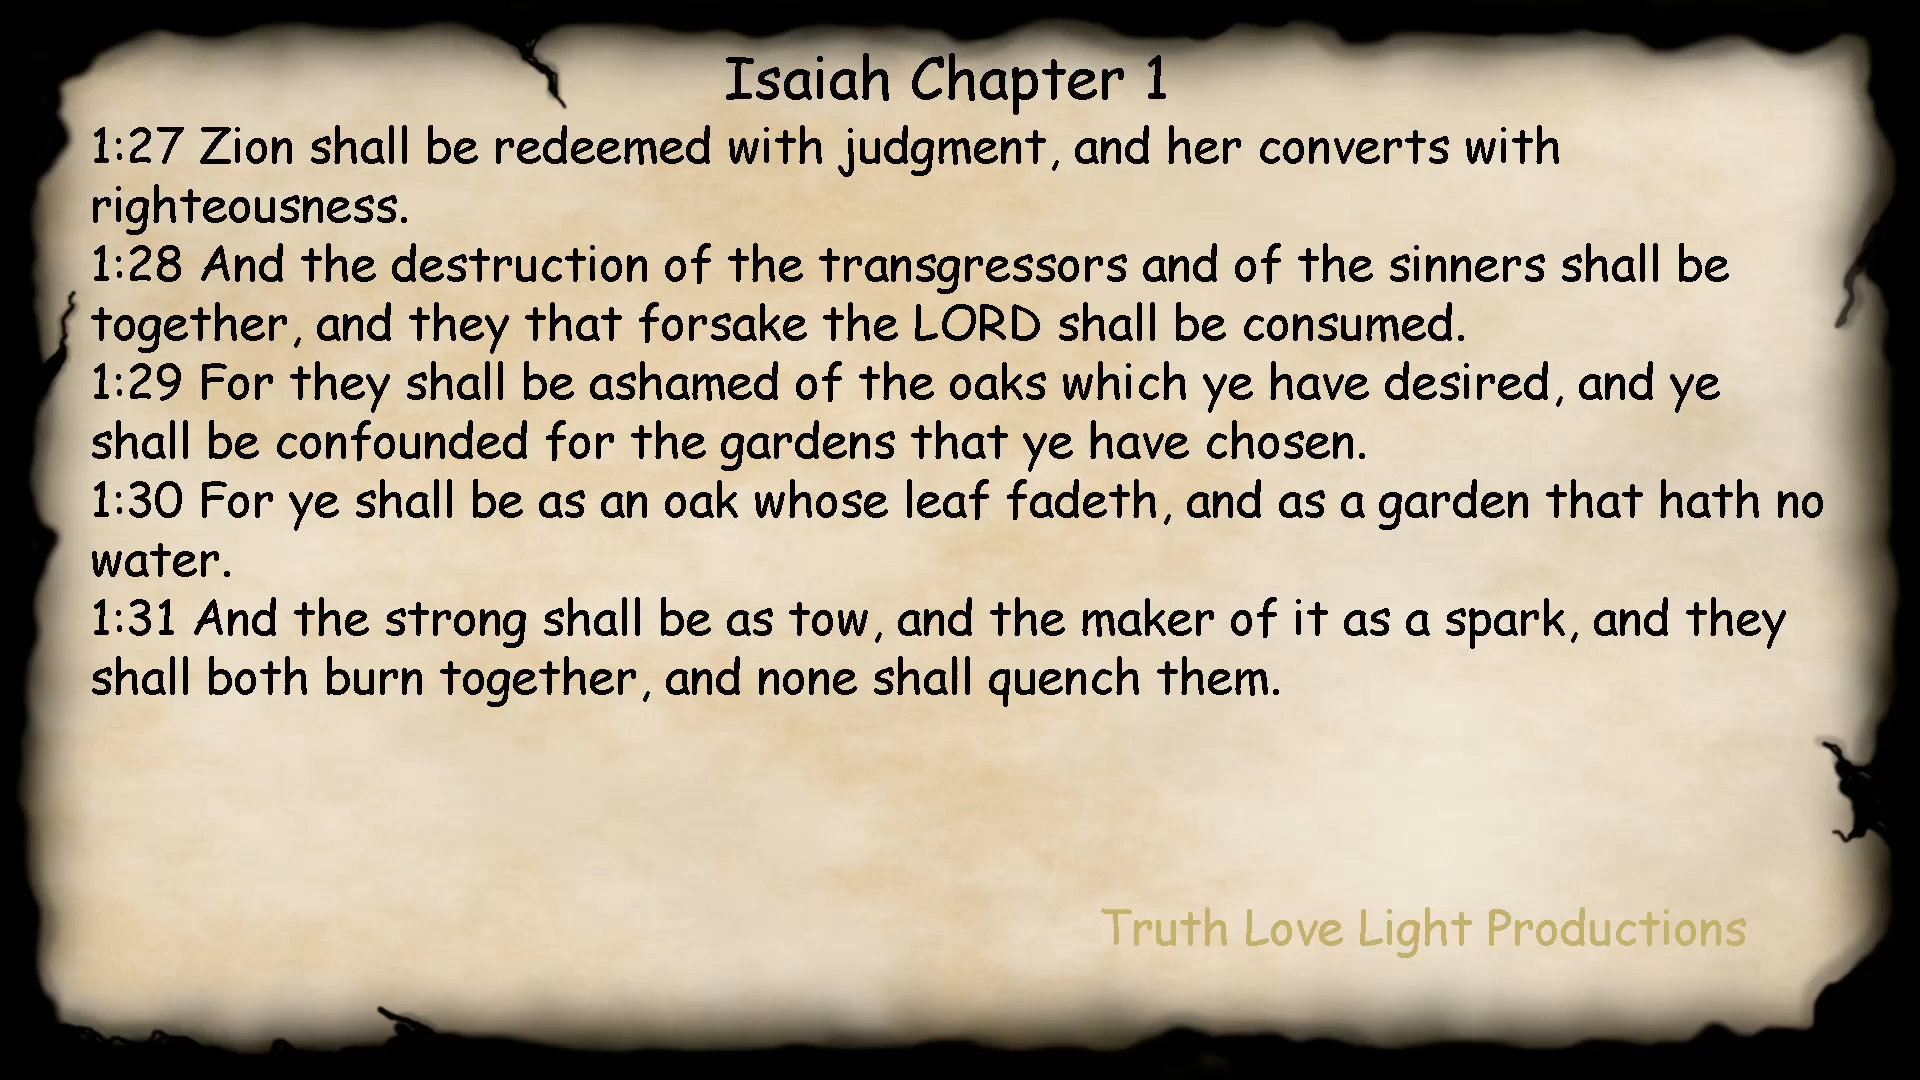 Isaiah Chapter 1
1:27 Zion shall be redeemed with judgment, and her converts with
righteousness.
1:28 And the destruction of the transgressors and of the sinners shall be
together, and they that forsake the LORD shall be consumed.
1:29 For they shall be ashamed of the oaks which ye have desired, and ye
shall be confounded for the gardens that ye have chosen.
1:30 For ye shall be as an oak whose leaf fadeth, and as a garden that hath no
water.
1:31 And the strong shall be as tow, and the maker of it as a spark, and they
shall both burn together, and none shall quench them.
Truth Love Light Productions